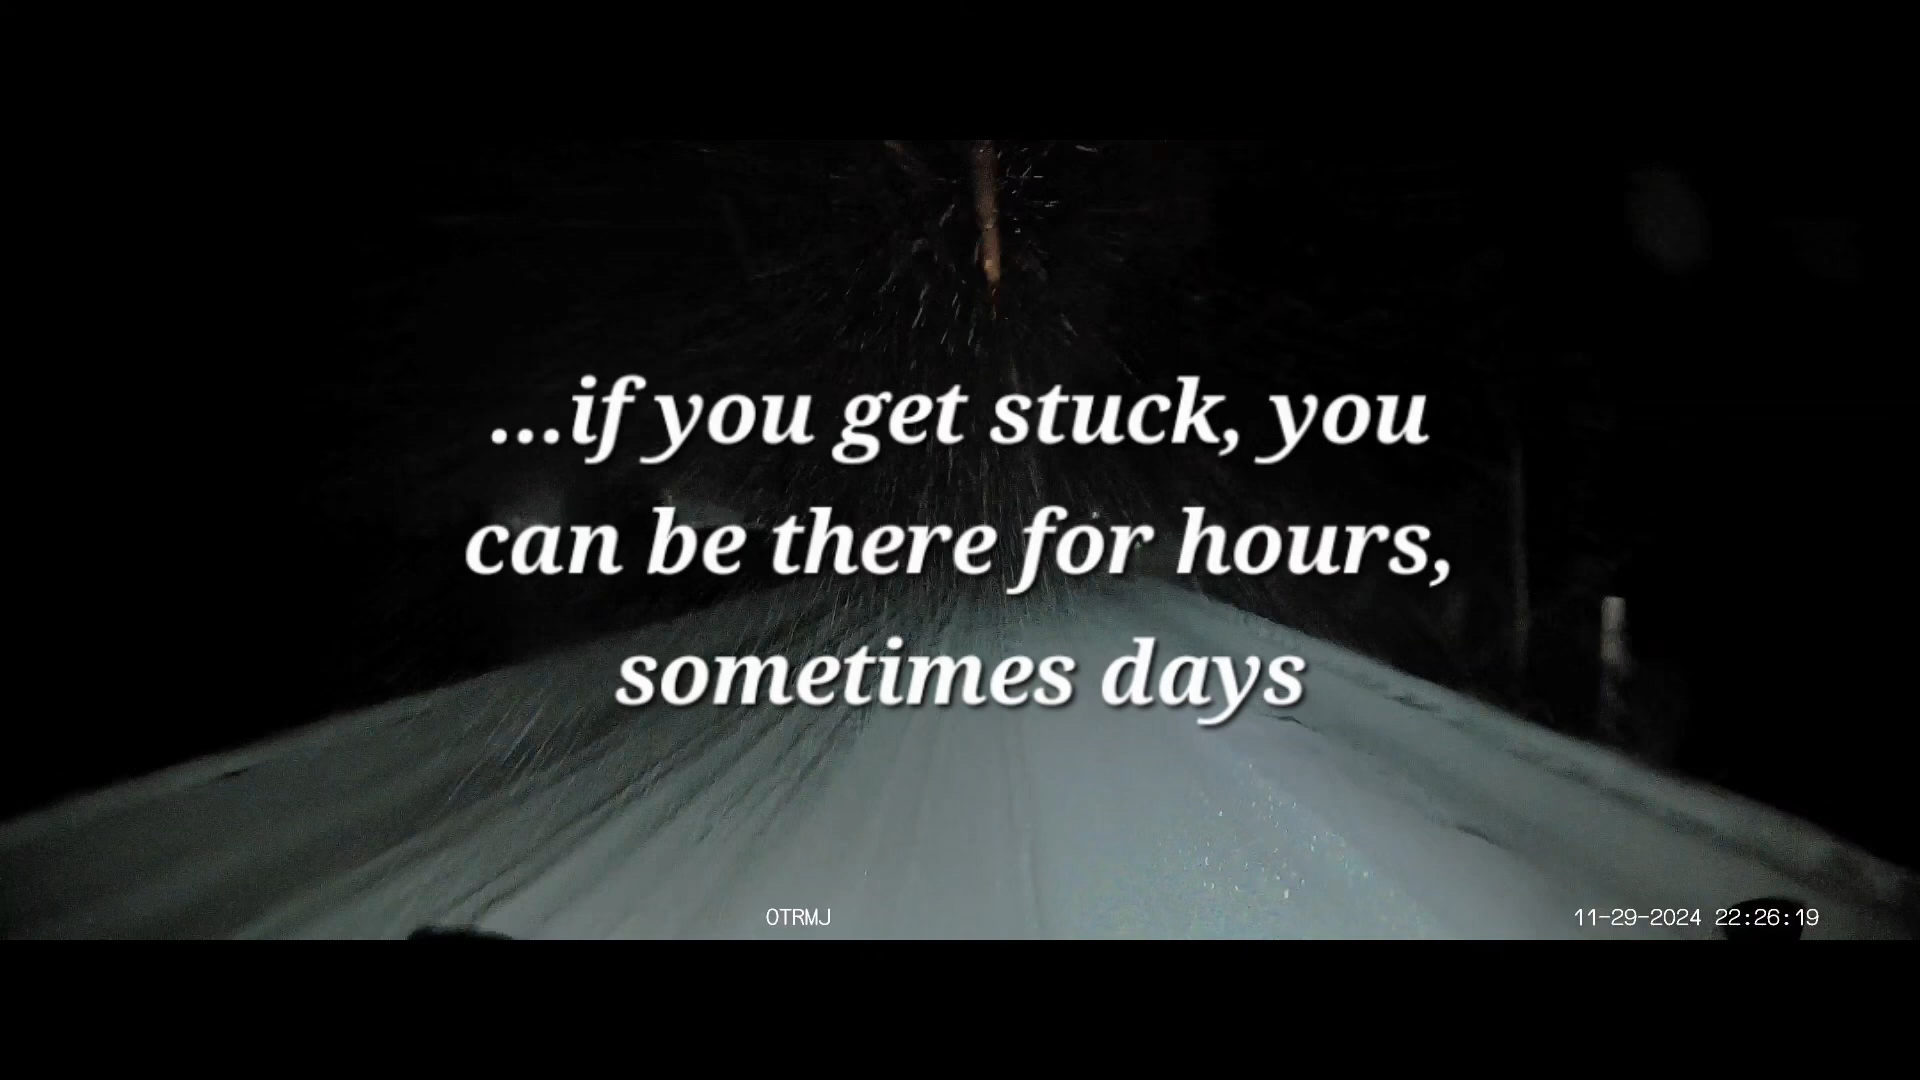 ...if you get stuck, you
can be there for hours,
sometimes days
OTRMJ
11-29-2024 22:26:19